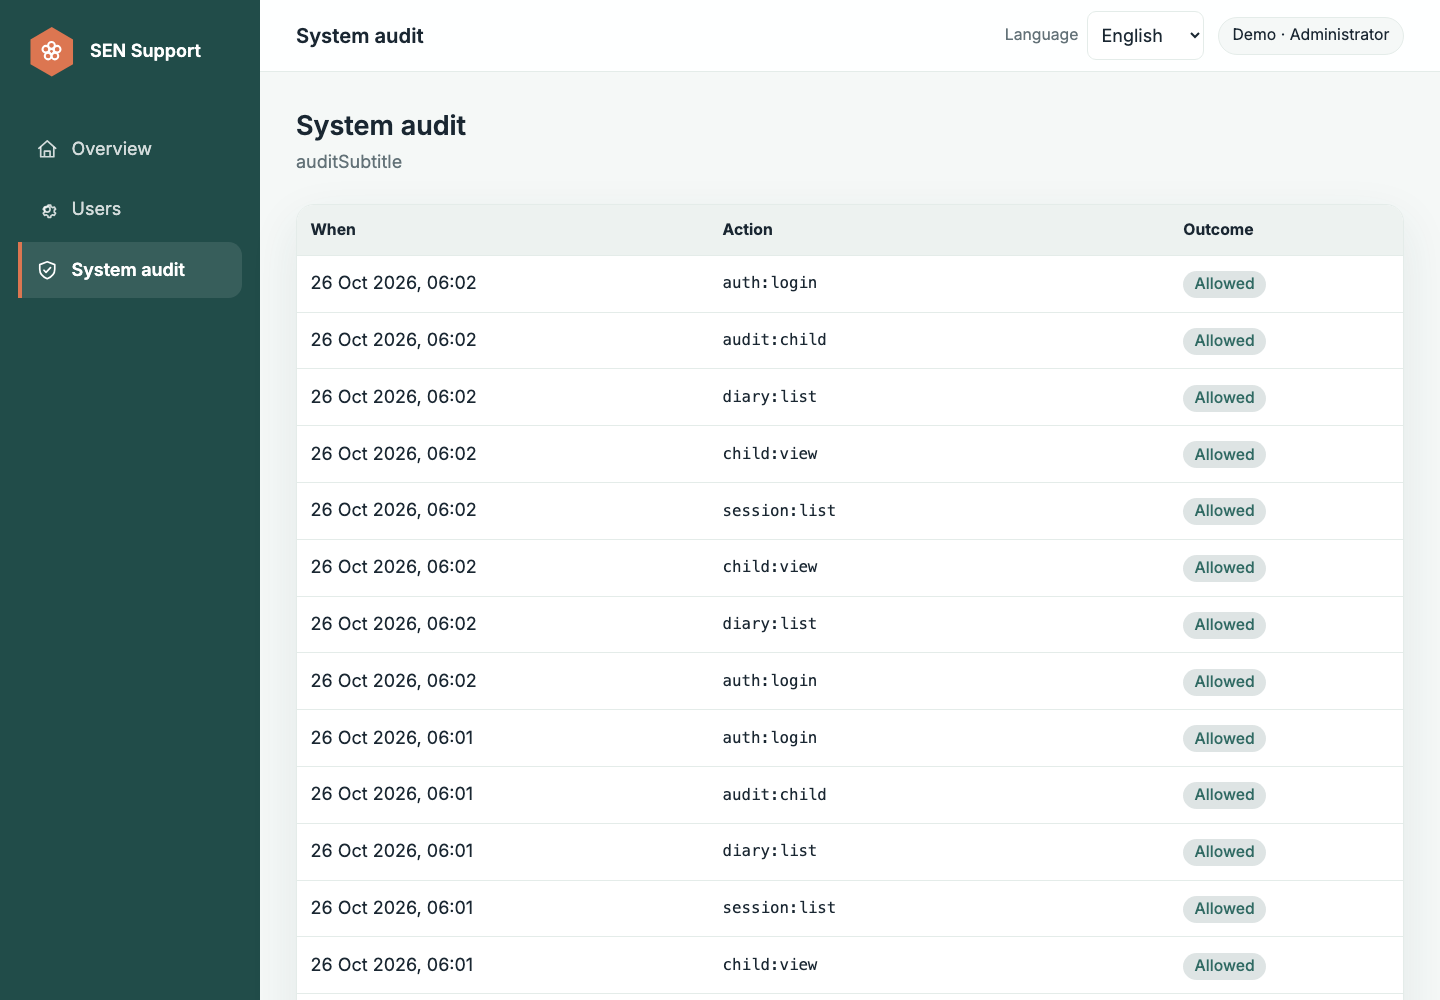 SEN Support
System audit
Language
English
Demo · Administrator
Overview
Users
System audit
System audit
auditSubtitle
When Action Outcome
26 Oct 2026, 06:02 auth:login Allowed
26 Oct 2026, 06:02 audit:child Allowed
26 Oct 2026, 06:02 diary:list Allowed
26 Oct 2026, 06:02 child:view Allowed
26 Oct 2026, 06:02 session:list Allowed
26 Oct 2026, 06:02 child:view Allowed
26 Oct 2026, 06:02 diary:list Allowed
26 Oct 2026, 06:02 auth:login Allowed
26 Oct 2026, 06:01 auth:login Allowed
26 Oct 2026, 06:01 audit:child Allowed
26 Oct 2026, 06:01 diary:list Allowed
26 Oct 2026, 06:01 session:list Allowed
26 Oct 2026, 06:01 child:view Allowed